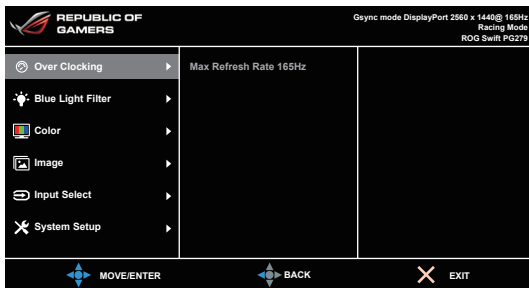 REPUBLIC OF
GAMERS
Gsync mode DisplayPort 2560 x 1440@ 165Hz
Racing Mode
ROG Swift PG279
Over Clocking
Max Refresh Rate 165Hz
Blue Light Filter
Color
Image
Input Select
System Setup
MOVE/ENTER
BACK
EXIT